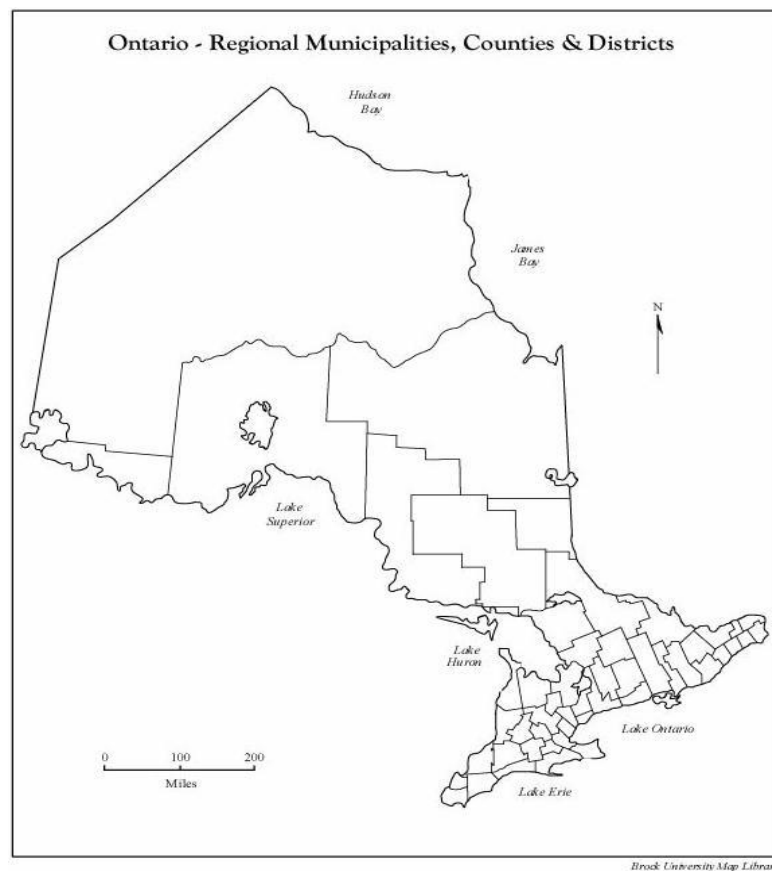 Ontario - Regional Municipalities, Counties & Districts
Hudson
Bay
James
Bay
N
Lake
Superior
Lake
Huron
Lake Ontario
0 100 200
Miles
Lake Erie
Brock University Map